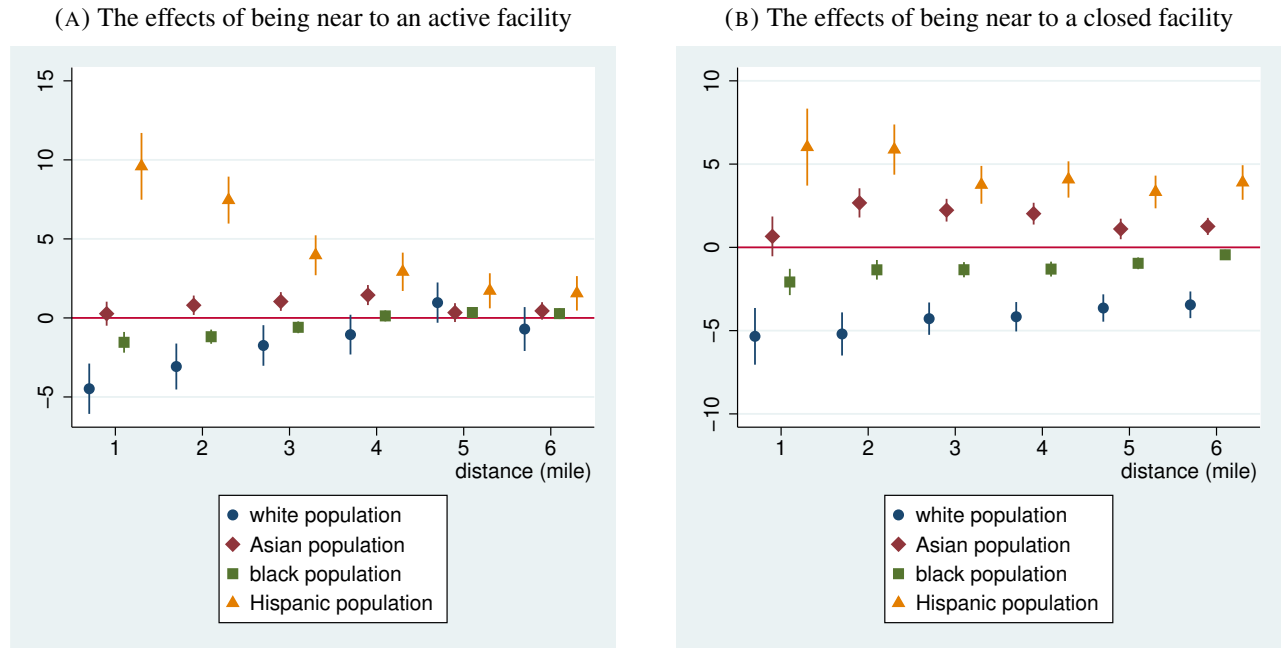 (A) The effects of being near to an active facility
15
10
5
0
−5
1 2 3 4 5 6
distance (mile)
white population
Asian population
black population
Hispanic population
(B) The effects of being near to a closed facility
10
5
0
−5
−10
1 2 3 4 5 6
distance (mile)
white population
Asian population
black population
Hispanic population